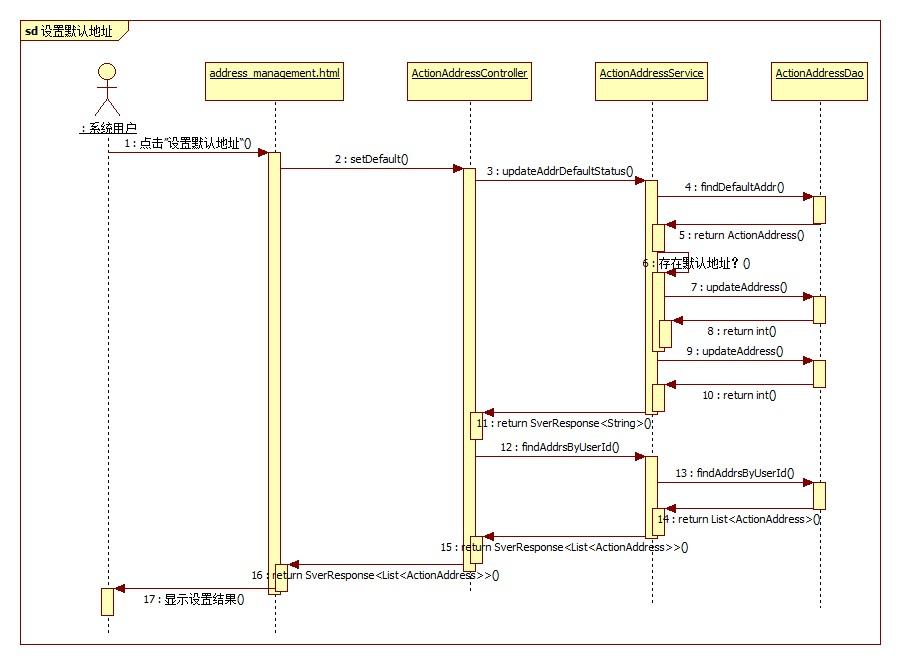 sd 设置默认地址
address_management.html
ActionAddressController
ActionAddressService
ActionAddressDao
: 系统用户
1 : 点击"设置默认地址"()
2 : setDefault()
3 : updateAddrDefaultStatus()
4 : findDefaultAddr()
5 : return ActionAddress()
6 : 存在默认地址？()
7 : updateAddress()
8 : return int()
9 : updateAddress()
10 : return int()
11 : return SverResponse<String>()
12 : findAddrsByUserId()
13 : findAddrsByUserId()
14 : return List<ActionAddress>()
15 : return SverResponse<List<ActionAddress>>()
16 : return SverResponse<List<ActionAddress>>()
17 : 显示设置结果()